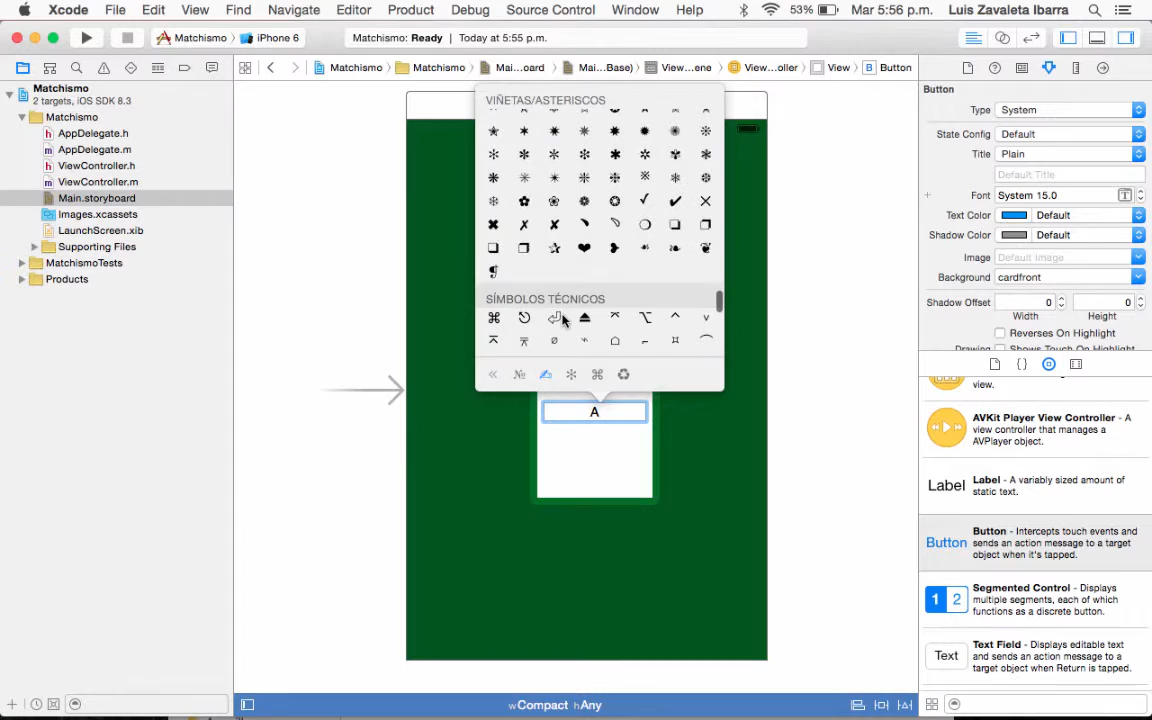 Xcode File Edit View Find Navigate Editor Product Debug Source Control Window Help 53% Mar 5:56 p.m. Luis Zavaleta Ibarra
Matchismo iPhone 6 Matchismo: Ready Today at 5:55 p.m.
Matchismo Matchismo Mai...oard Mai...Base) View...ene View...oller View B Button
Matchismo
2 targets, iOS SDK 8.3
Matchismo
h AppDelegate.h
m AppDelegate.m
h ViewController.h
m ViewController.m
Main.storyboard
Images.xcassets
LaunchScreen.xib
Supporting Files
MatchismoTests
Products
VIÑETAS/ASTERISCOS
SÍMBOLOS TÉCNICOS
A
wCompact hAny
Button
Type System
State Config Default
Title Plain
Default Title
Font System 15.0
Text Color Default
Shadow Color Default
Image Default Image
Background cardfront
Shadow Offset 0 0
Width Height
Drawing Reverses On Highlight
Shows Touch On Highlight
view.
AVKit Player View Controller - A
view controller that manages a
AVPlayer object.
Label Label - A variably sized amount of
static text.
Button Button - Intercepts touch events and
sends an action message to a target
object when it's tapped.
1 2 Segmented Control - Displays
multiple segments, each of which
functions as a discrete button.
Text Text Field - Displays editable text
and sends an action message to a
target object when Return is tapped.